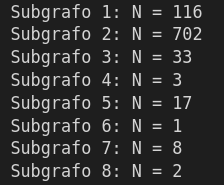 Subgrafo 1: N = 116
Subgrafo 2: N = 702
Subgrafo 3: N = 33
Subgrafo 4: N = 3
Subgrafo 5: N = 17
Subgrafo 6: N = 1
Subgrafo 7: N = 8
Subgrafo 8: N = 2